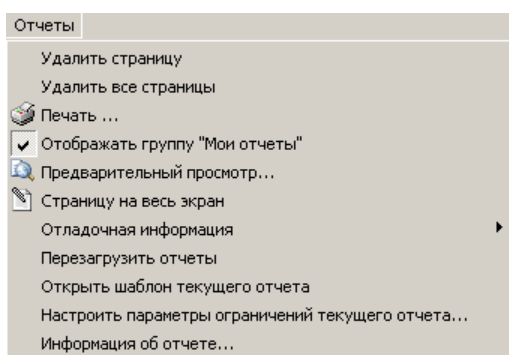 Отчеты
Удалить страницу
Удалить все страницы
Печать ...
Отображать группу "Мои отчеты"
Предварительный просмотр...
Страницу на весь экран
Отладочная информация
Перезагрузить отчеты
Открыть шаблон текущего отчета
Настроить параметры ограничений текущего отчета...
Информация об отчете...